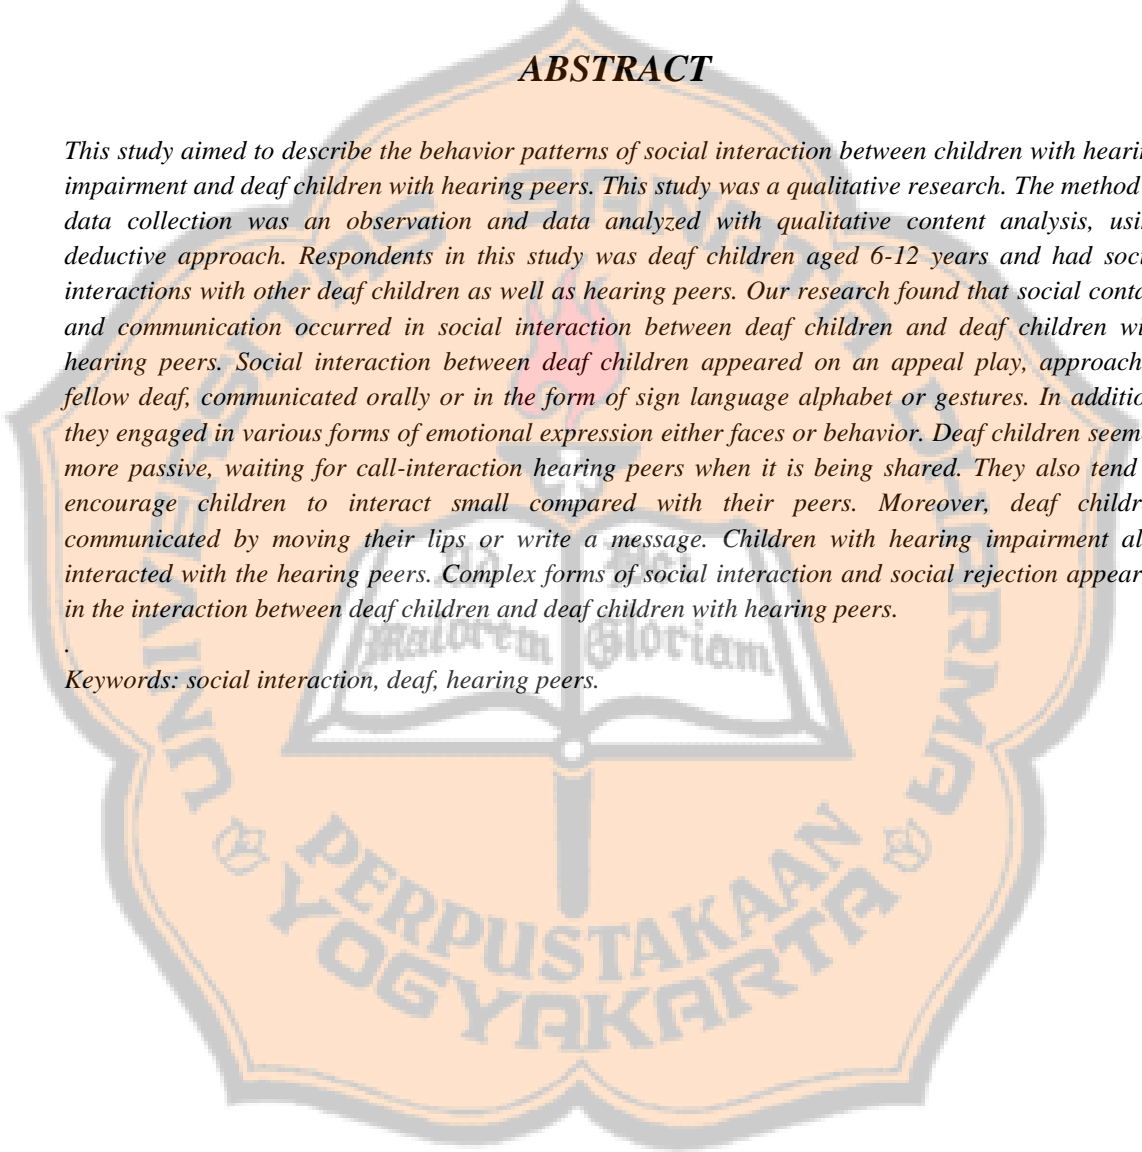 ABSTRACT
This study aimed to describe the behavior patterns of social interaction between children with hearin
impairment and deaf children with hearing peers. This study was a qualitative research. The method
data collection was an observation and data analyzed with qualitative content analysis, usi
deductive approach. Respondents in this study was deaf children aged 6-12 years and had soci
interactions with other deaf children as well as hearing peers. Our research found that social conta
and communication occurred in social interaction between deaf children and deaf children wi
hearing peers. Social interaction between deaf children appeared on an appeal play, approach
fellow deaf, communicated orally or in the form of sign language alphabet or gestures. In additio
they engaged in various forms of emotional expression either faces or behavior. Deaf children seem
more passive, waiting for call-interaction hearing peers when it is being shared. They also tend
encourage children to interact small compared with their peers. Moreover, deaf childr
communicated by moving their lips or write a message. Children with hearing impairment al
interacted with the hearing peers. Complex forms of social interaction and social rejection appear
in the interaction between deaf children and deaf children with hearing peers.
.
Keywords: social interaction, deaf, hearing peers.
UNIVERSITAS SANATA DHARMA
Ad Dei
maiorem Gloriam
PERPUSTAKAAN
YOGYAKARTA